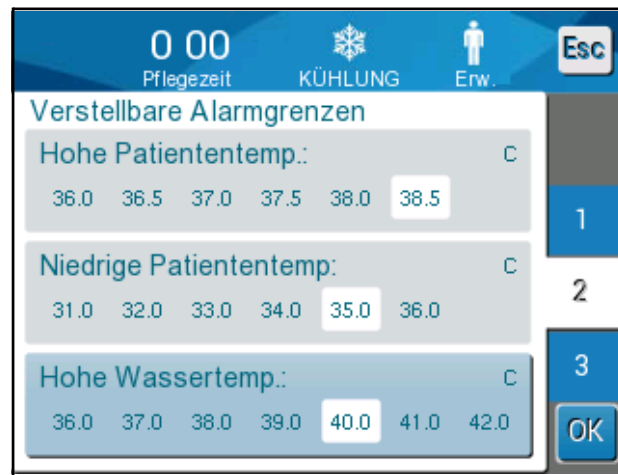 0 00
Pflegezeit KÜHLUNG Erw.
Esc
Verstellbare Alarmgrenzen
Hohe Patiententemp.: C
36.0 36.5 37.0 37.5 38.0 38.5
1
Niedrige Patiententemp: C
31.0 32.0 33.0 34.0 35.0 36.0
2
Hohe Wassertemp.: C
36.0 37.0 38.0 39.0 40.0 41.0 42.0
3
OK